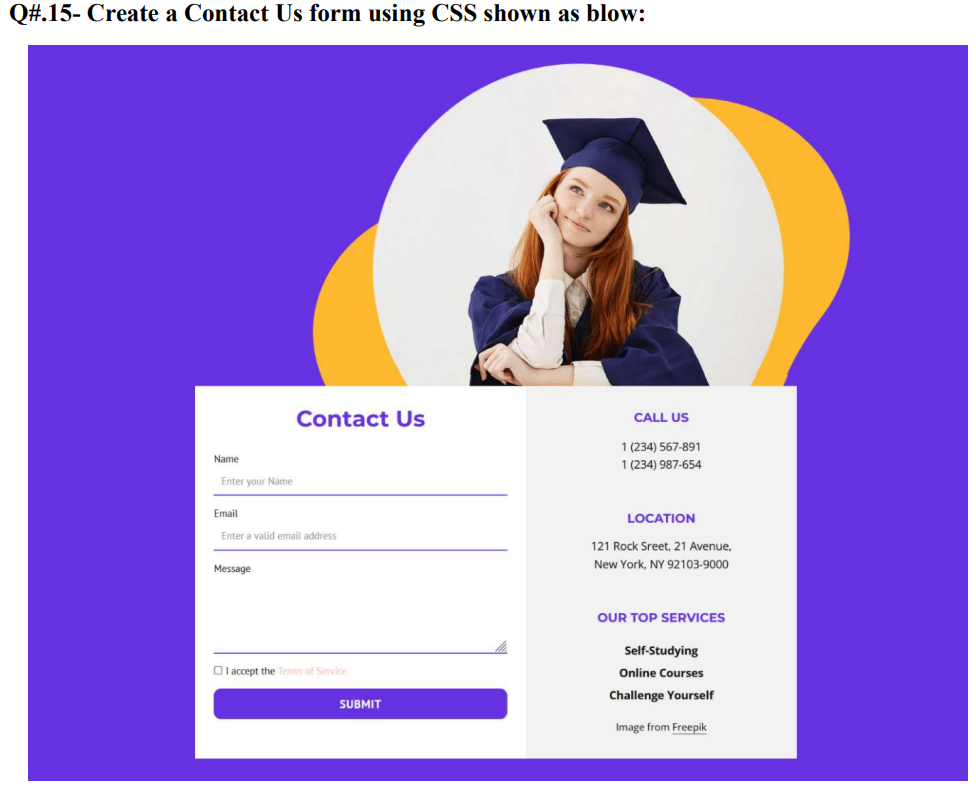 Q#.15- Create a Contact Us form using CSS shown as blow:
Contact Us
Name
Enter your Name
Email
Enter a valid email address
Message
I accept the Terms of Service
SUBMIT
CALL US
1 (234) 567-891
1 (234) 987-654
LOCATION
121 Rock Sreet, 21 Avenue,
New York, NY 92103-9000
OUR TOP SERVICES
Self-Studying
Online Courses
Challenge Yourself
Image from Freepik